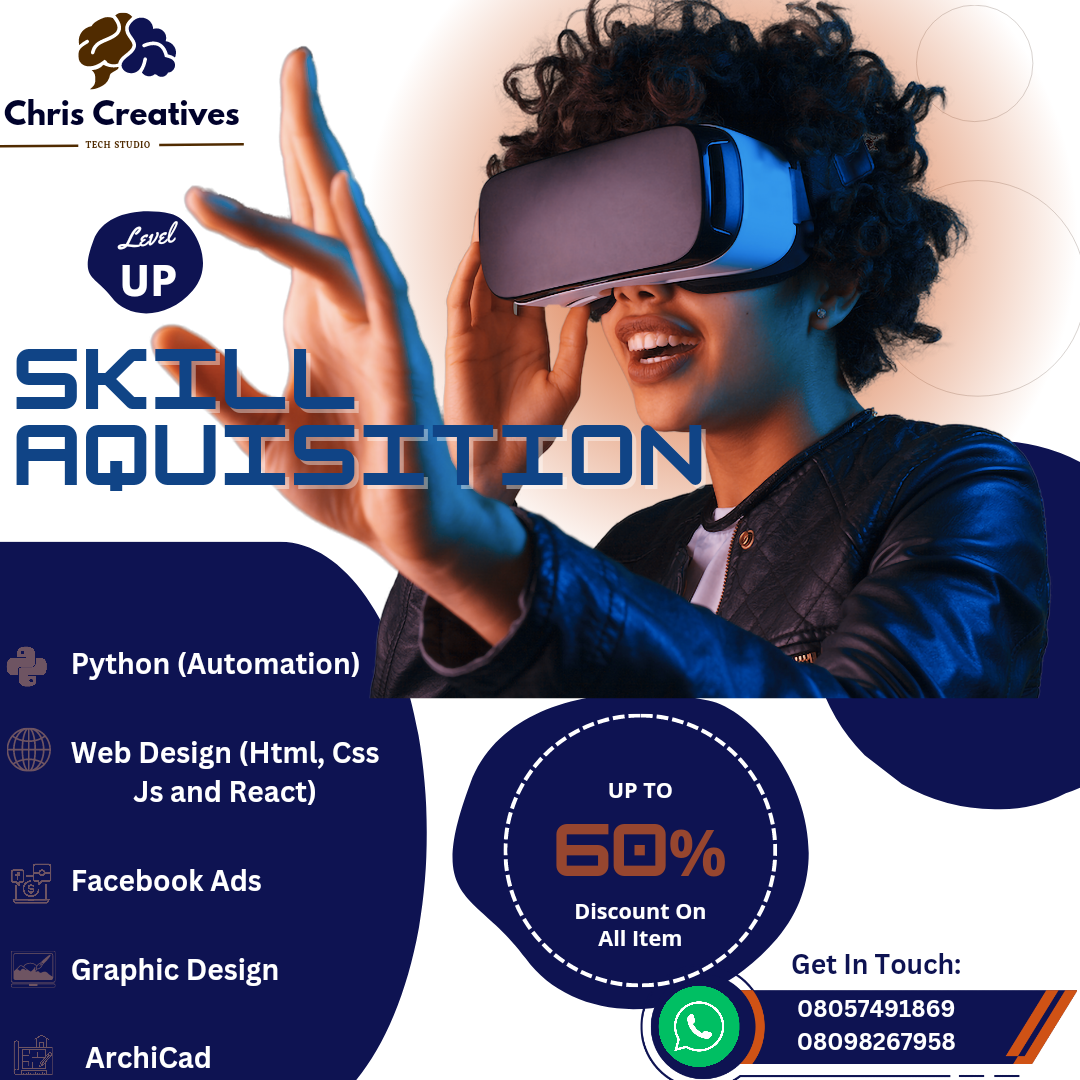 Chris Creatives
TECH STUDIO
Level
UP
SKILL
AQUISITION
Python (Automation)
Web Design (Html, Css
Js and React)
Facebook Ads
Graphic Design
ArchiCad
UP TO
60%
Discount On
All Item
Get In Touch:
08057491869
08098267958